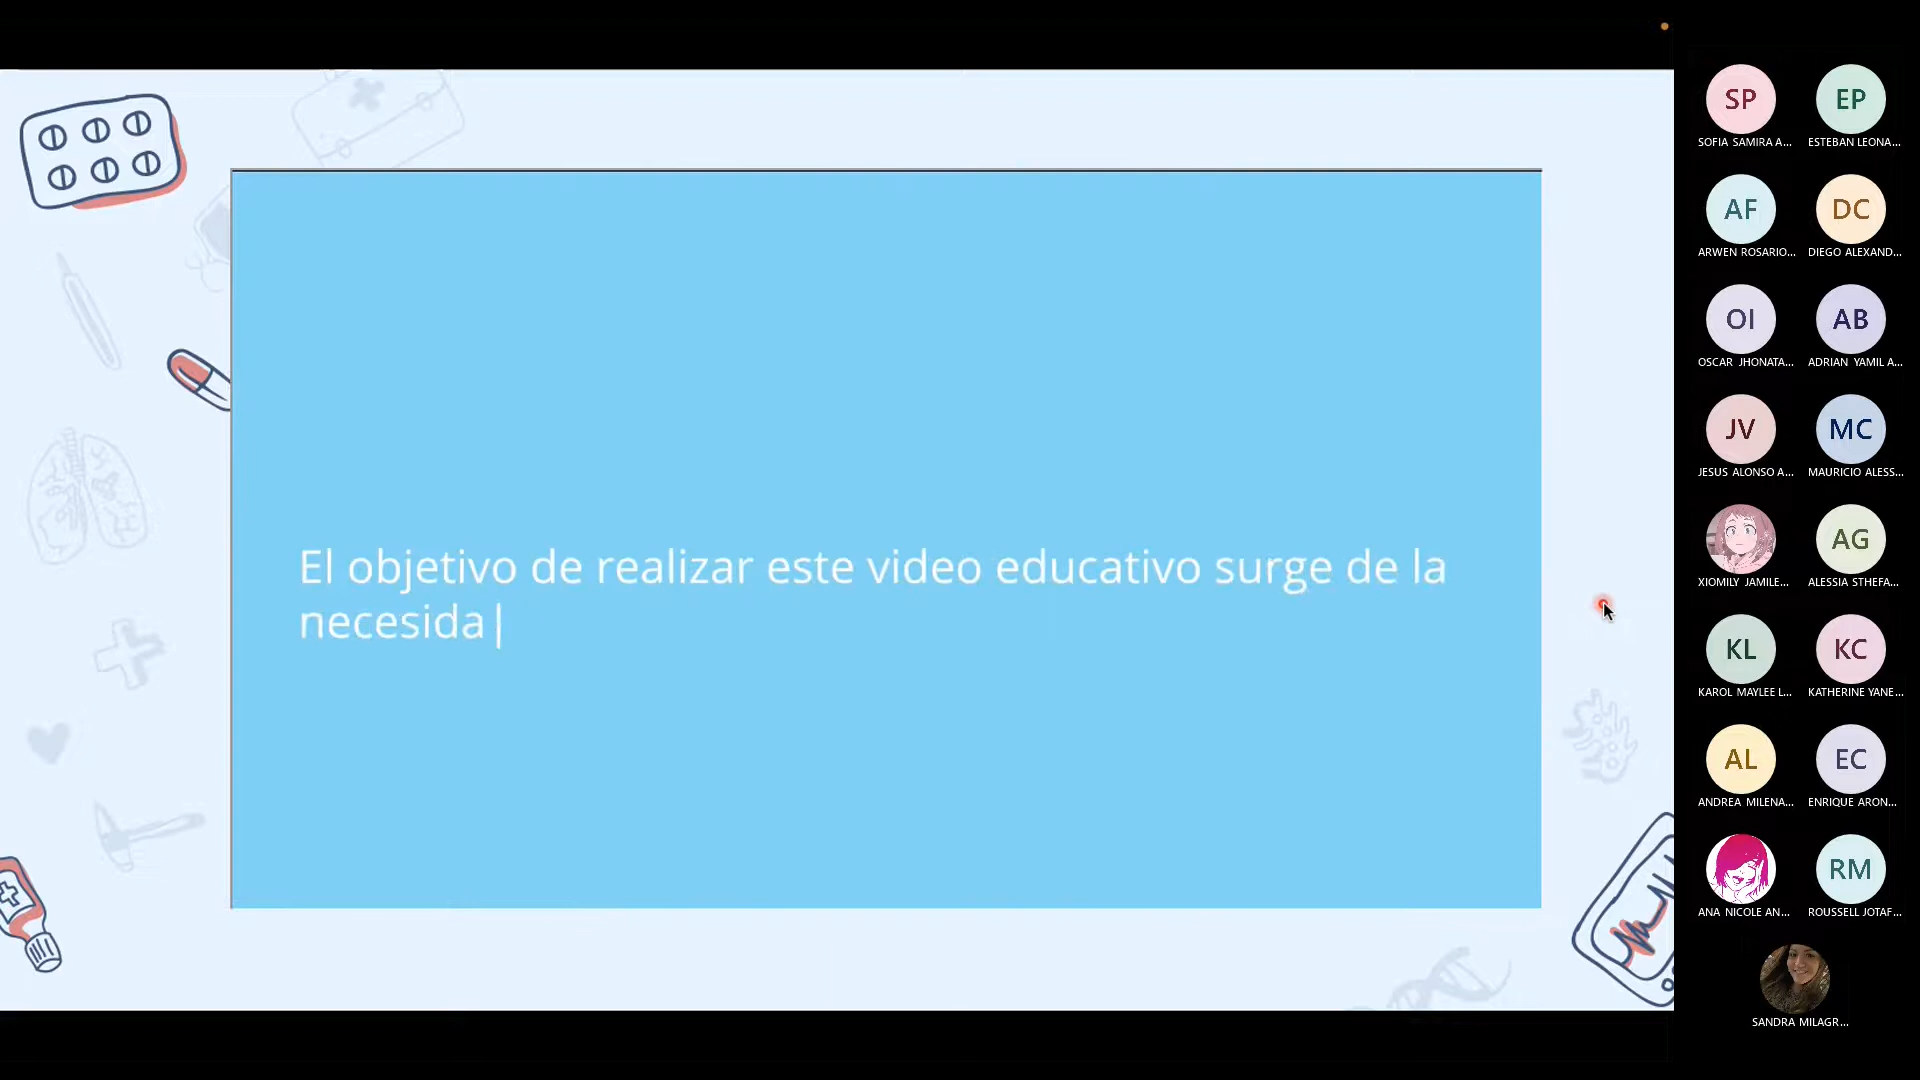 El objetivo de realizar este video educativo surge de la
necesida
SP
SOFIA SAMIRA A...
EP
ESTEBAN LEONA...
AF
ARWEN ROSARIO...
DC
DIEGO ALEXAND...
OI
OSCAR JHONATA...
AB
ADRIAN YAMIL A...
JV
JESUS ALONSO A...
MC
MAURICIO ALESS...
XIOMILY JAMILE...
AG
ALESSIA STHEFA...
KL
KAROL MAYLEE L...
KC
KATHERINE YANE...
AL
ANDREA MILENA...
EC
ENRIQUE ARON...
ANA NICOLE AN...
RM
ROUSSELL JOTAF...
SANDRA MILAGR...